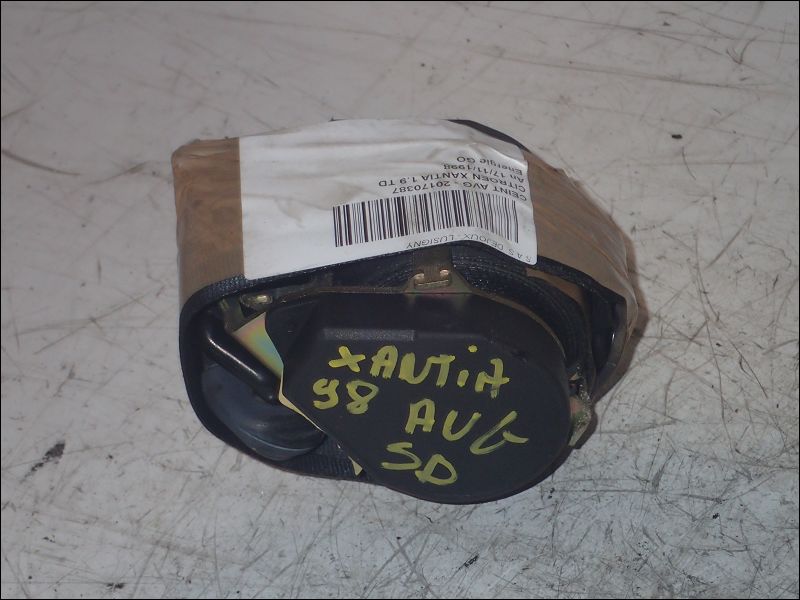 S.A.S. DEJOUX - LUSIGNY
CEINT AVG - 20170387
CITROEN XANTIA 1.9 TD
An 17/11/1998
Energie GO
XANTiA
98 AVG
5D